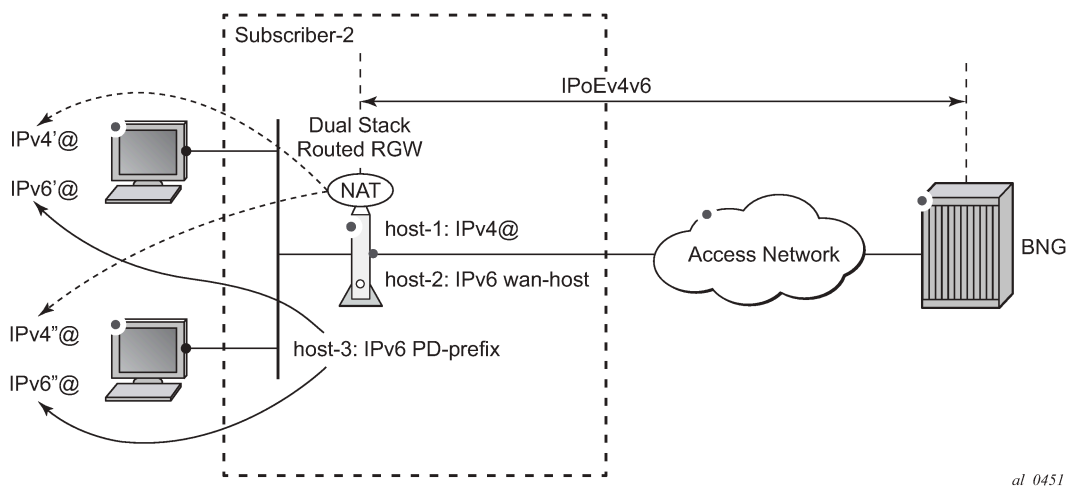 Subscriber-2
IPoEv4v6
Dual Stack
Routed RGW
IPv4’@
IPv6’@
NAT
host-1: IPv4@
Access Network
BNG
host-2: IPv6 wan-host
IPv4”@
host-3: IPv6 PD-prefix
IPv6”@
al_0451